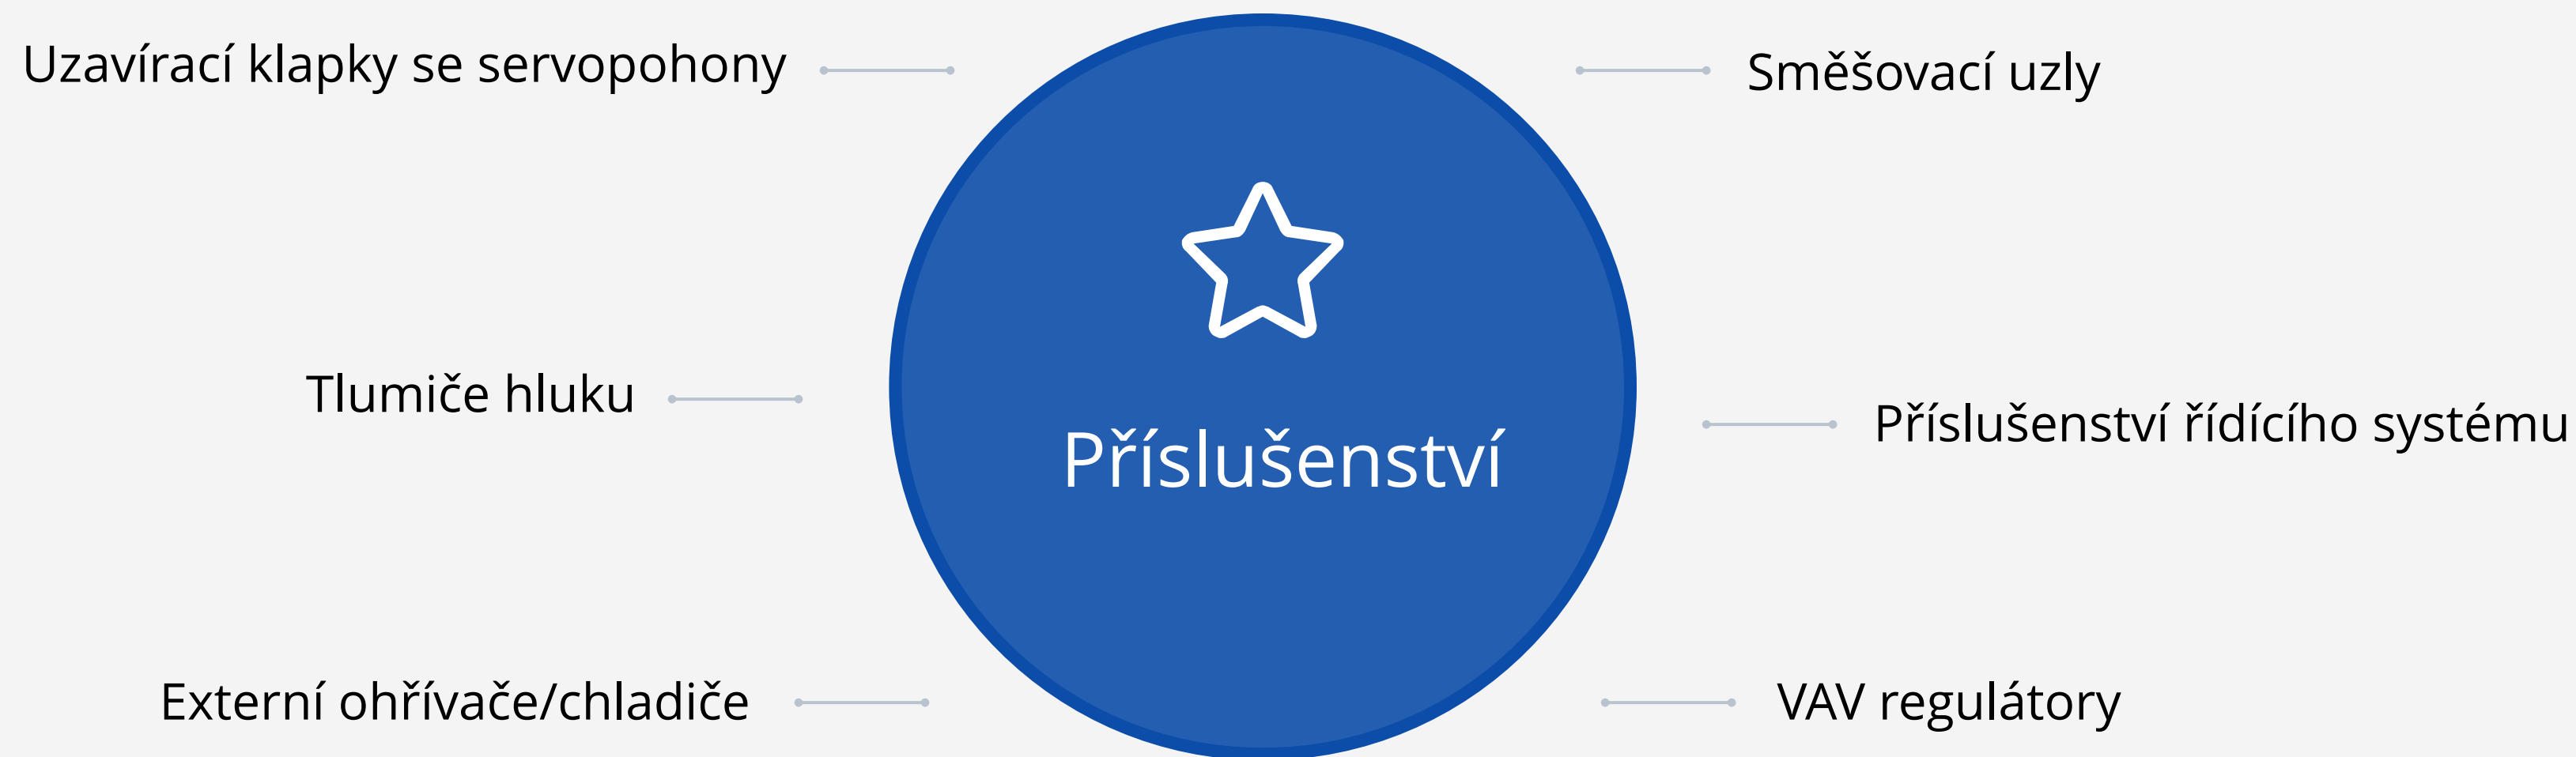 Uzavírací klapky se servopohony
Směšovací uzly
Tlumiče hluku
Příslušenství
Příslušenství řídícího systému
Externí ohřívače/chladiče
VAV regulátory